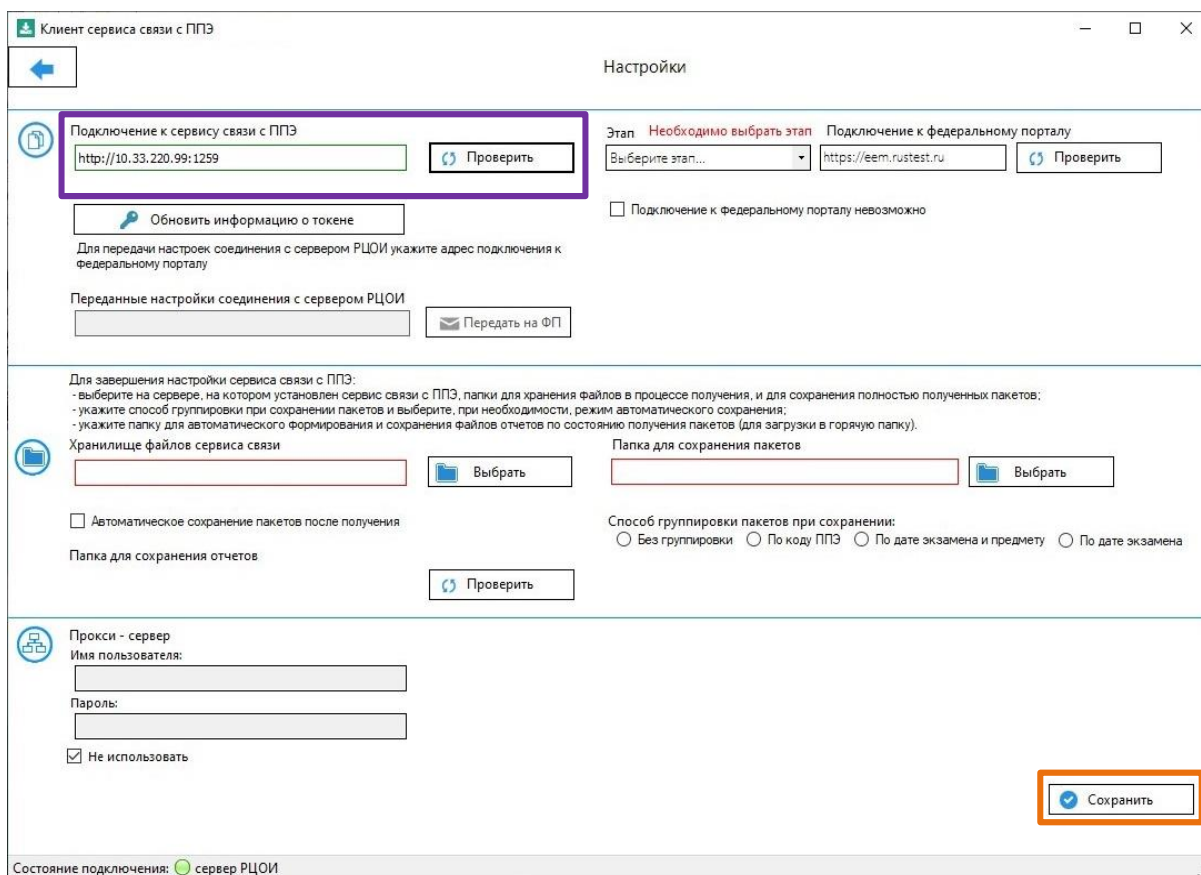 Клиент сервиса связи с ППЭ
Настройки
Подключение к сервису связи с ППЭ
http://10.33.220.99:1259
Проверить
Этап Необходимо выбрать этап Подключение к федеральному порталу
Выберите этап...
https://eem.rustest.ru
Проверить
Обновить информацию о токене
Подключение к федеральному порталу невозможно
Для передачи настроек соединения с сервером РЦОИ укажите адрес подключения к
федеральному порталу
Переданные настройки соединения с сервером РЦОИ
Передать на ФП
Для завершения настройки сервиса связи с ППЭ:
- выберите на сервере, на котором установлен сервис связи с ППЭ, папки для хранения файлов в процессе получения, и для сохранения полностью полученных пакетов;
- укажите способ группировки при сохранении пакетов и выберите, при необходимости, режим автоматического сохранения;
- укажите папку для автоматического формирования и сохранения файлов отчетов по состоянию получения пакетов (для загрузки в горячую папку).
Хранилище файлов сервиса связи
Выбрать
Папка для сохранения пакетов
Выбрать
Автоматическое сохранение пакетов после получения
Способ группировки пакетов при сохранении:
Без группировки По коду ППЭ По дате экзамена и предмету По дате экзамена
Папка для сохранения отчетов
Проверить
Прокси - сервер
Имя пользователя:
Пароль:
Не использовать
Сохранить
Состояние подключения: сервер РЦОИ